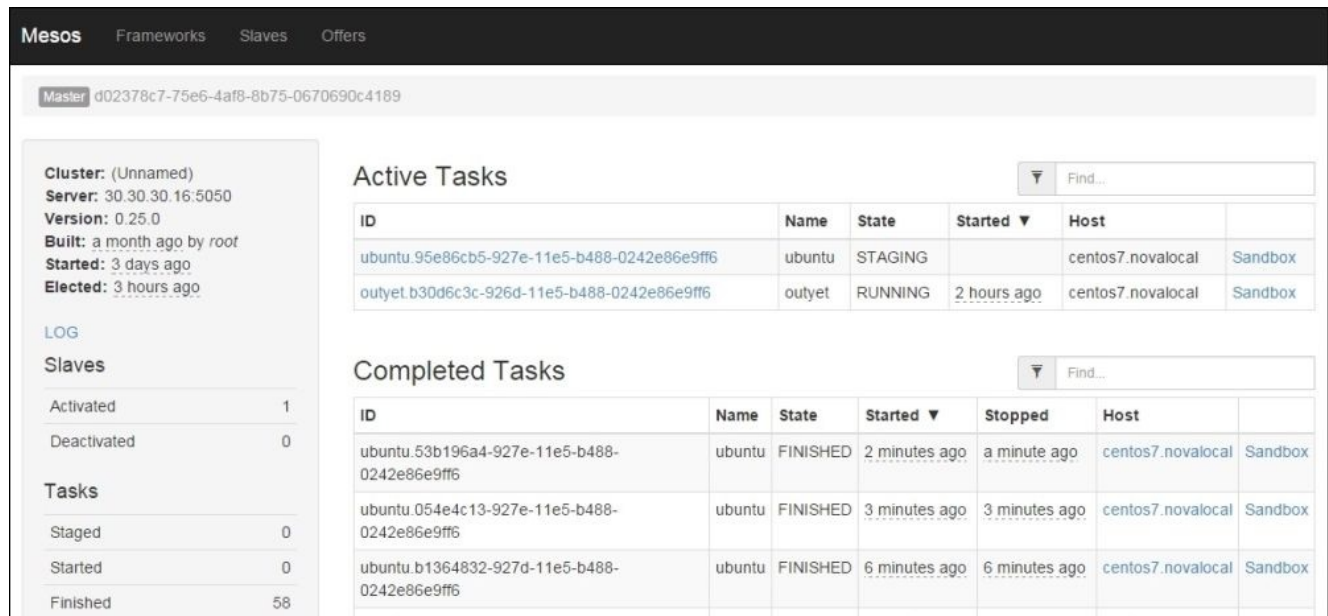 Mesos Frameworks Slaves Offers
Master d02378c7-75e6-4af8-8b75-0670690c4189
Cluster: (Unnamed)
Server: 30.30.30.16:5050
Version: 0.25.0
Built: a month ago by root
Started: 3 days ago
Elected: 3 hours ago
LOG
Slaves
Activated 1
Deactivated 0
Tasks
Staged 0
Started 0
Finished 58
Active Tasks
Find...
ID Name State Started ▼ Host
ubuntu.95e86cb5-927e-11e5-b488-0242e86e9ff6 ubuntu STAGING centos7.novalocal Sandbox
outyet.b30d6c3c-926d-11e5-b488-0242e86e9ff6 outyet RUNNING 2 hours ago centos7.novalocal Sandbox
Completed Tasks
Find...
ID Name State Started ▼ Stopped Host
ubuntu.53b196a4-927e-11e5-b488- ubuntu FINISHED 2 minutes ago a minute ago centos7.novalocal Sandbox
0242e86e9ff6
ubuntu.054e4c13-927e-11e5-b488- ubuntu FINISHED 3 minutes ago 3 minutes ago centos7.novalocal Sandbox
0242e86e9ff6
ubuntu.b1364832-927d-11e5-b488- ubuntu FINISHED 6 minutes ago 6 minutes ago centos7.novalocal Sandbox
0242e86e9ff6